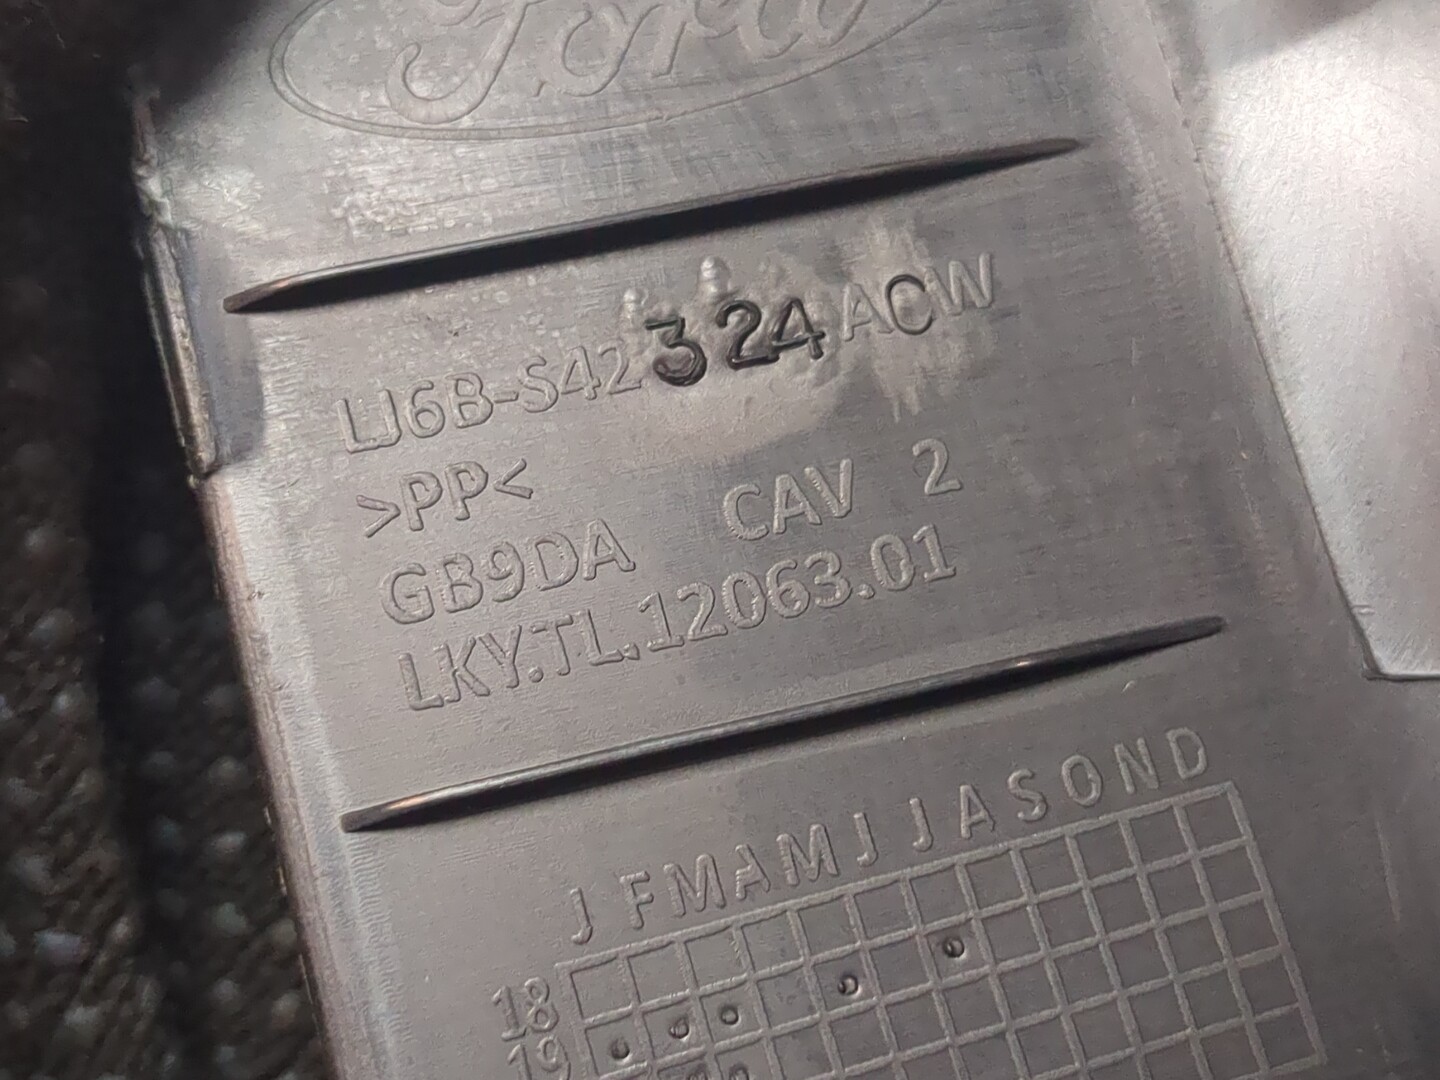 Ford
LJ6B-S42324ACW
>PP<
GB9DA CAV 2
LKY.TL.12063.01
J F M A M J J A S O N D
18
19